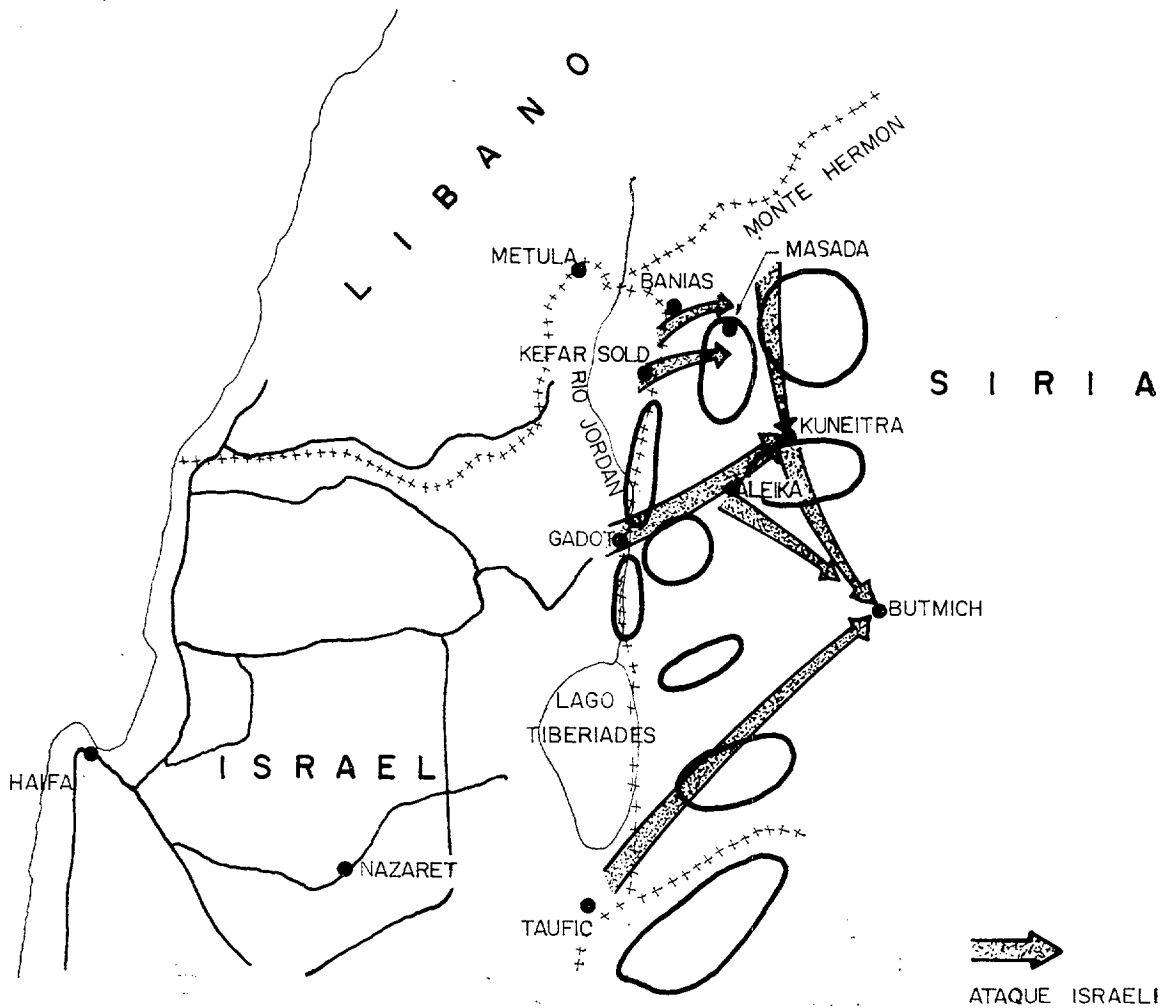 LIBANO
MONTE HERMON
METULA
MASADA
BANIAS
KEFAR SOLD
SIRIA
RIO JORDAN
KUNEITRA
ALEIKA
GADOT
BUTMICH
LAGO
TIBERIADES
ISRAEL
HAIFA
NAZARET
TAUFIC
ATAQUE ISRAELI